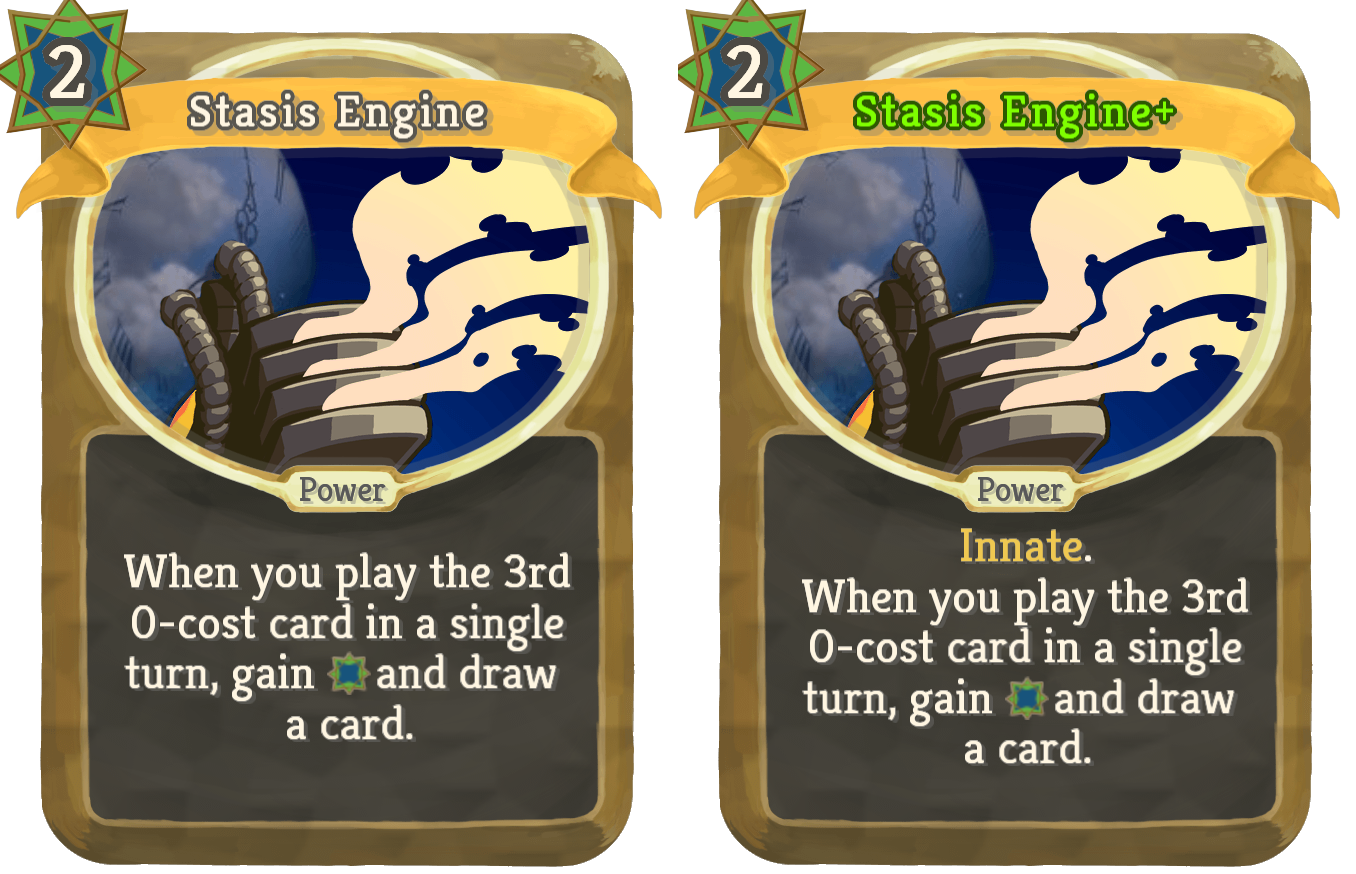 2
Stasis Engine
Power
When you play the 3rd
0-cost card in a single
turn, gain and draw
a card.
2
Stasis Engine+
Power
Innate.
When you play the 3rd
0-cost card in a single
turn, gain and draw
a card.